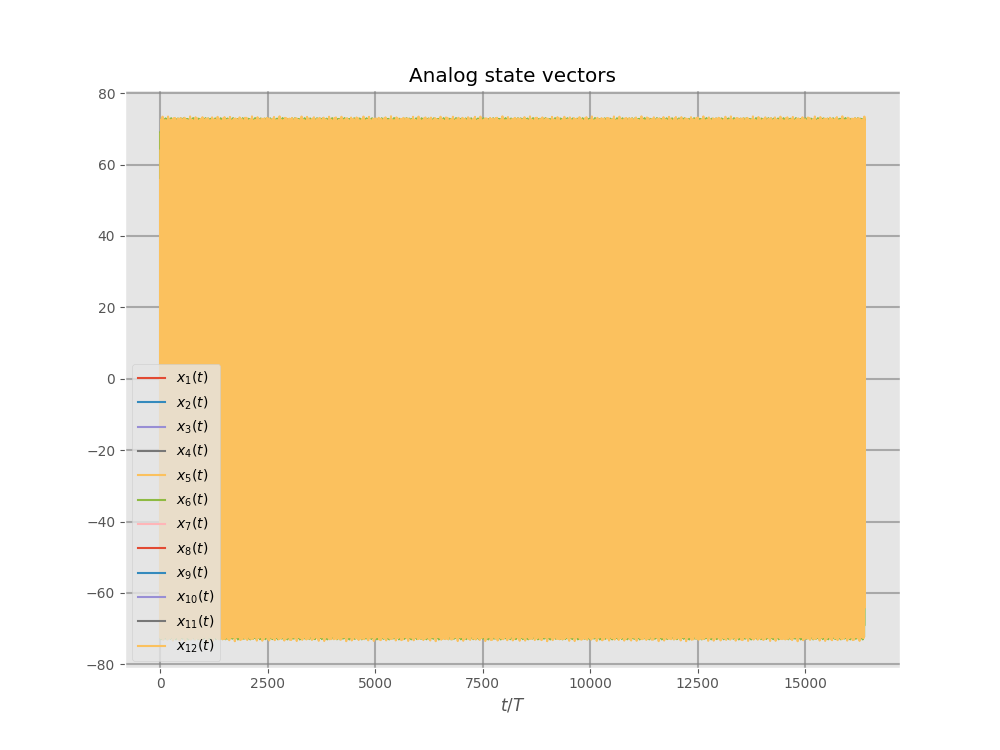 Analog state vectors
80
60
40
20
0
−20
−40
−60
−80
x₁(t)
x₂(t)
x₃(t)
x₄(t)
x₅(t)
x₆(t)
x₇(t)
x₈(t)
x₉(t)
x₁₀(t)
x₁₁(t)
x₁₂(t)
0 2500 5000 7500 10000 12500 15000
t/T